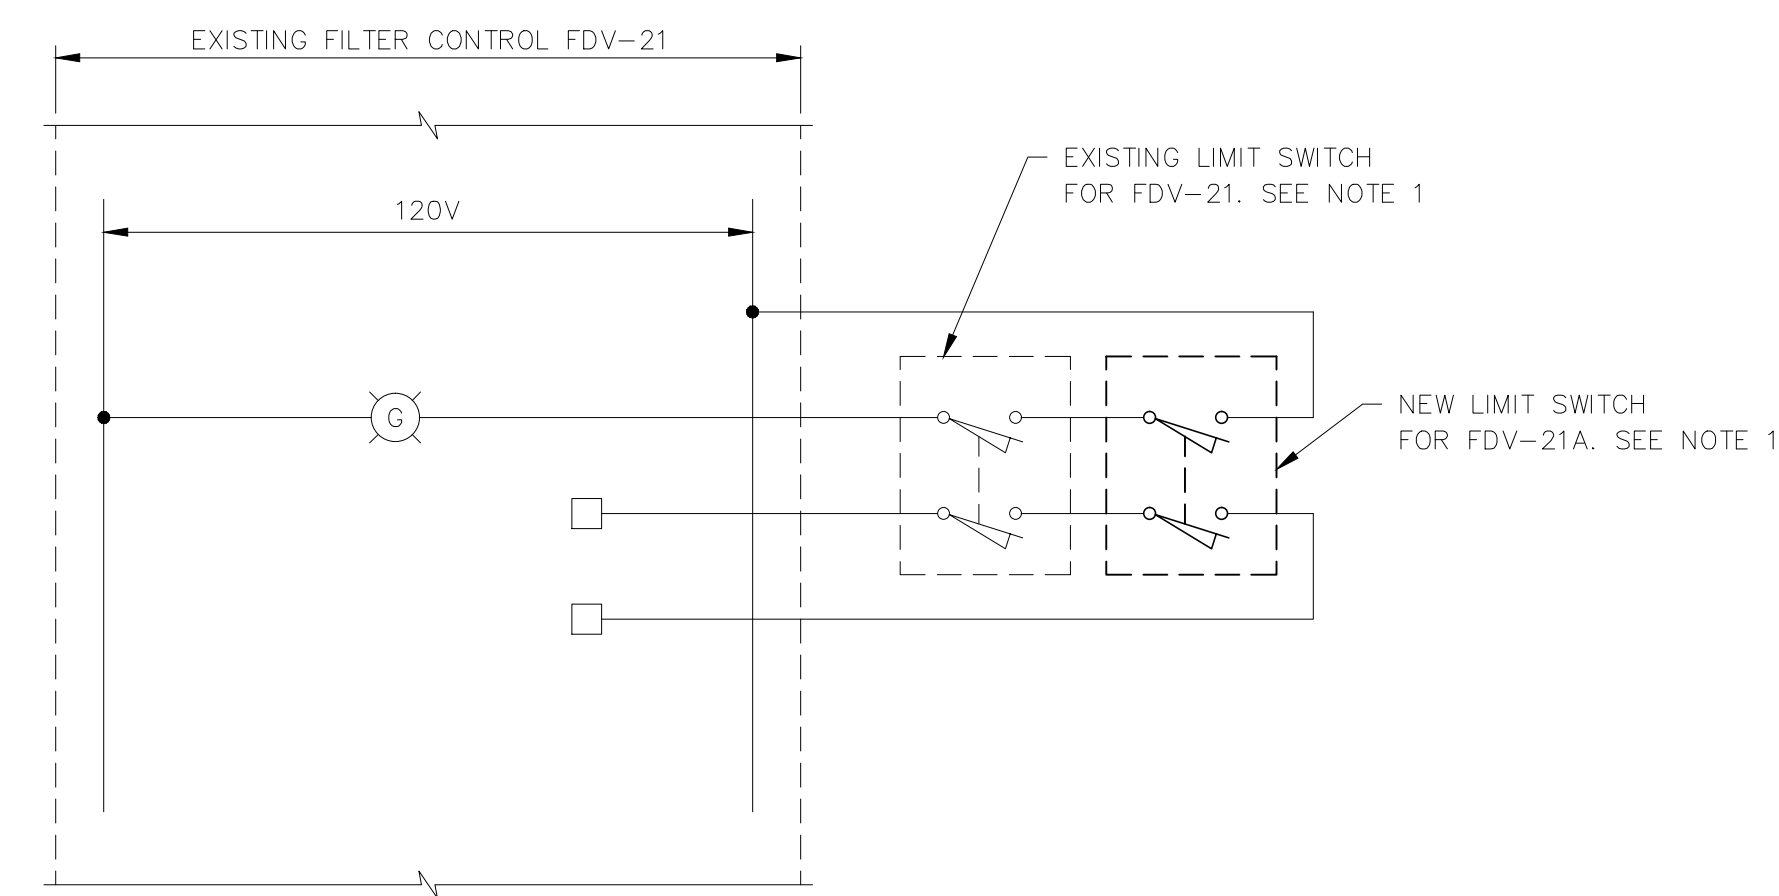 EXISTING FILTER CONTROL FDV-21
120V
EXISTING LIMIT SWITCH
FOR FDV-21. SEE NOTE 1
G
NEW LIMIT SWITCH
FOR FDV-21A. SEE NOTE 1